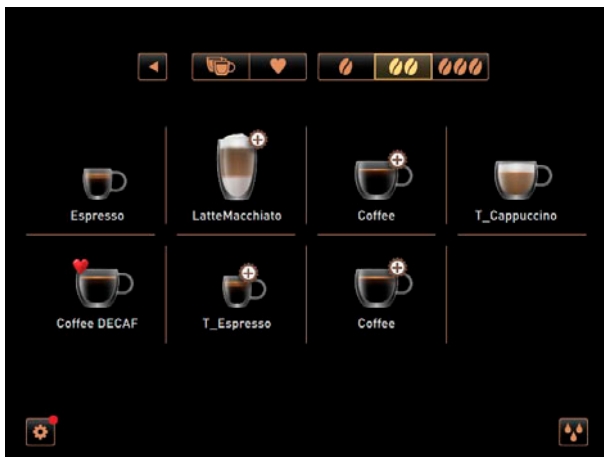 Espresso
LatteMacchiato
Coffee
T_Cappuccino
Coffee DECAF
T_Espresso
Coffee